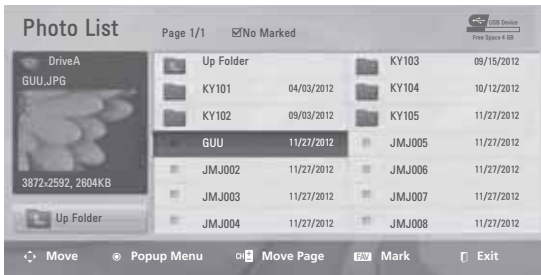 Photo List
Page 1/1 ☑No Marked
USB Device
Free Space 4 GB
DriveA
GUU,JPG
3872x2592, 2604KB
Up Folder
Up Folder
KY101 04/03/2012
KY102 09/03/2012
GUU 11/27/2012
JMJ002 11/27/2012
JMJ003 11/27/2012
JMJ004 11/27/2012
KY103 09/15/2012
KY104 10/12/2012
KY105 11/27/2012
JMJ005 11/27/2012
JMJ006 11/27/2012
JMJ007 11/27/2012
JMJ008 11/27/2012
Move Popup Menu CH Move Page FAV Mark Exit